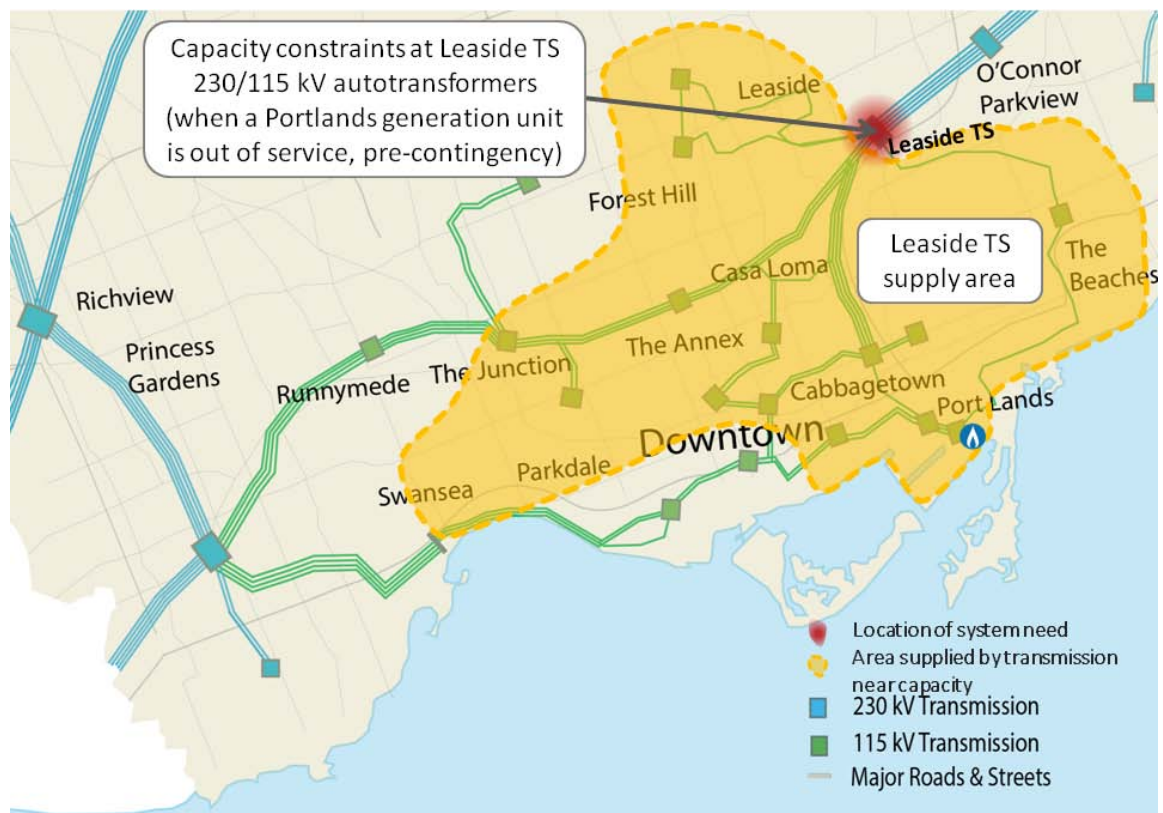 Capacity constraints at Leaside TS
230/115 kV autotransformers
(when a Portlands generation unit
is out of service, pre-contingency)
O'Connor
Parkview
Leaside
Leaside TS
Forest Hill
Leaside TS
supply area
The
Beaches
Casa Loma
Richview
Princess
Gardens
Runnymede
The Junction
The Annex
Cabbagetown
Port Lands
Downtown
Parkdale
Swansea
Location of system need
Area supplied by transmission
near capacity
230 kV Transmission
115 kV Transmission
Major Roads & Streets